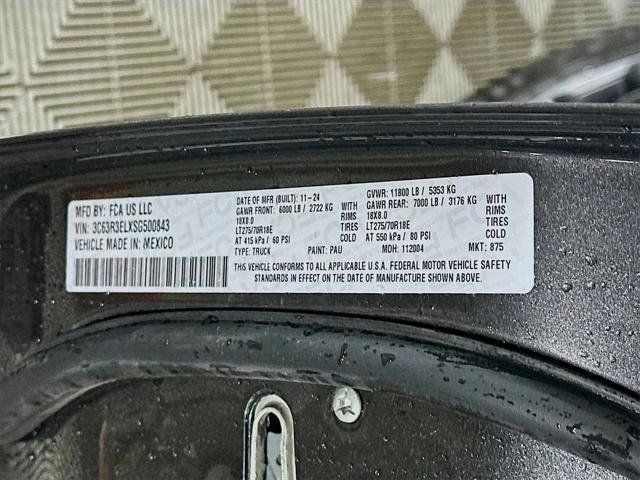 MFD BY: FCA US LLC
VIN: 3C63R3ELXSG500843
VEHICLE MADE IN: MEXICO
DATE OF MFR (BUILT): 11-24
GAWR FRONT: 6000 LB / 2722 KG WITH
18X8.0 RIMS
LT275/70R18E TIRES
AT 415 kPa / 60 PSI COLD
TYPE: TRUCK PAINT: PAU
GVWR: 11800 LB / 5353 KG
GAWR REAR: 7000 LB / 3176 KG WITH
18X8.0 RIMS
LT275/70R18E TIRES
AT 550 kPa / 80 PSI COLD
MDH: 112004 MKT: 875
THIS VEHICLE CONFORMS TO ALL APPLICABLE U.S.A. FEDERAL MOTOR VEHICLE SAFETY
STANDARDS IN EFFECT ON THE DATE OF MANUFACTURE SHOWN ABOVE.